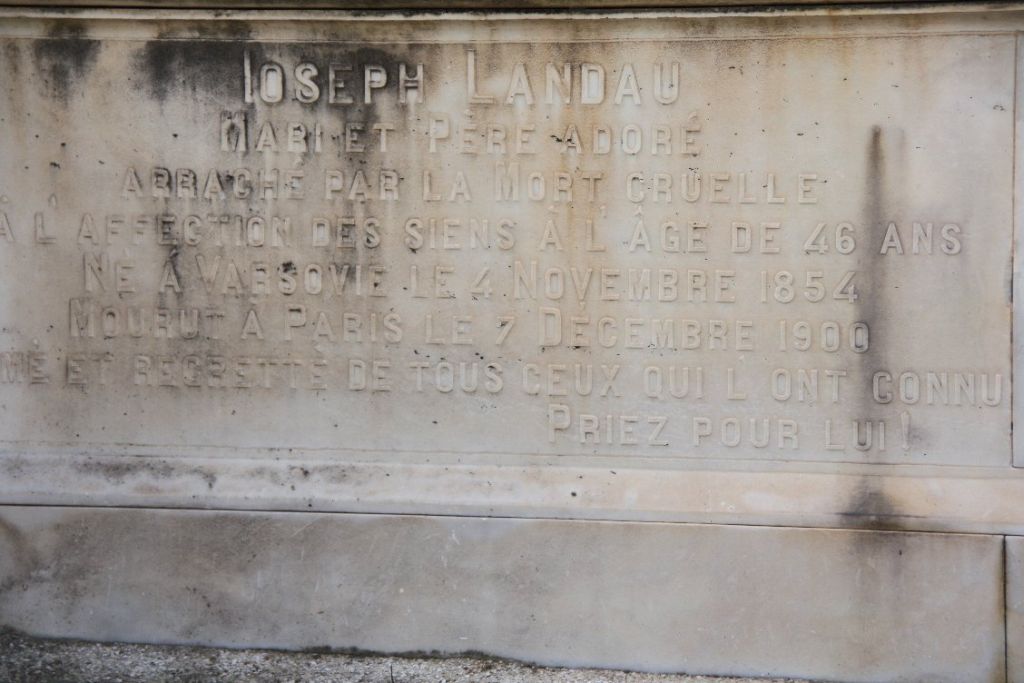 IOSEPH LANDAU
MARI ET PÈRE ADORÉ
ARRACHÉ PAR LA MORT CRUELLE
À L'AFFECTION DES SIENS À L'ÂGE DE 46 ANS
NE A VARSOVIE LE 4 NOVEMBRE 1854
MOURUT A PARIS LE 7 DECEMBRE 1900
ET REGRETTÉ DE TOUS CEUX QUI L ONT CONNU
PRIEZ POUR LUI!